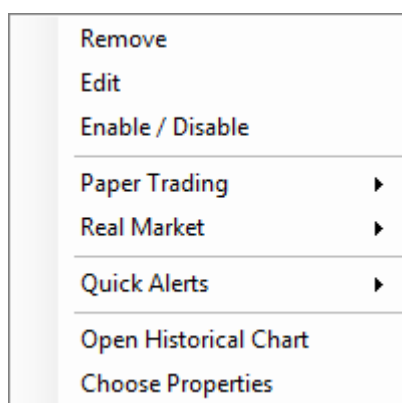 Remove
Edit
Enable / Disable
Paper Trading
Real Market
Quick Alerts
Open Historical Chart
Choose Properties